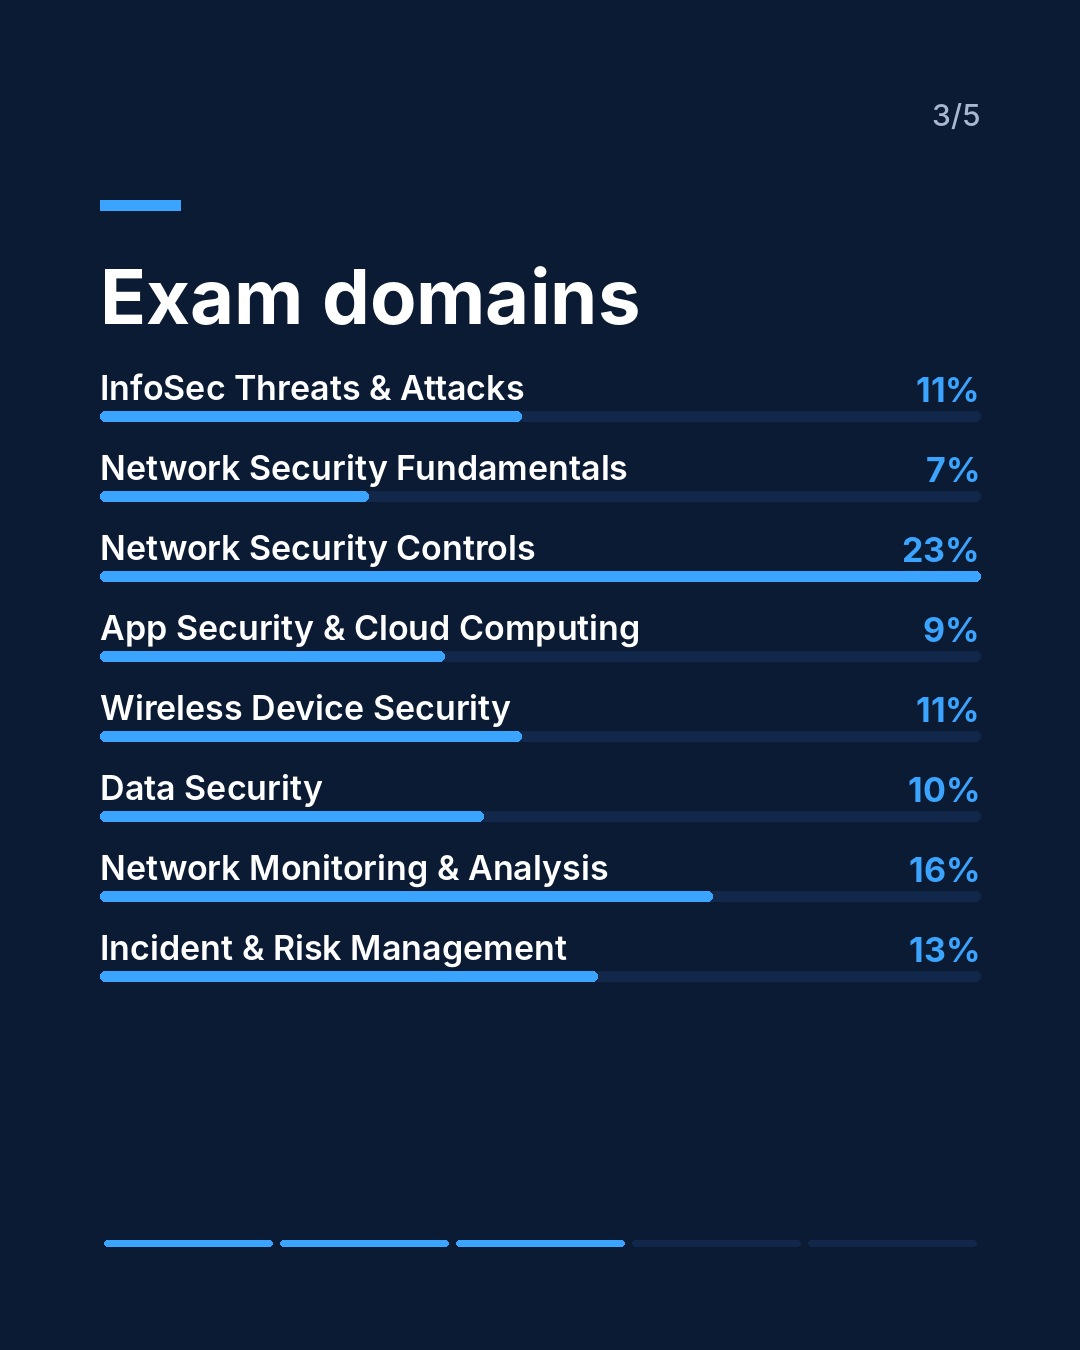 3/5
Exam domains
InfoSec Threats & Attacks 11%
Network Security Fundamentals 7%
Network Security Controls 23%
App Security & Cloud Computing 9%
Wireless Device Security 11%
Data Security 10%
Network Monitoring & Analysis 16%
Incident & Risk Management 13%